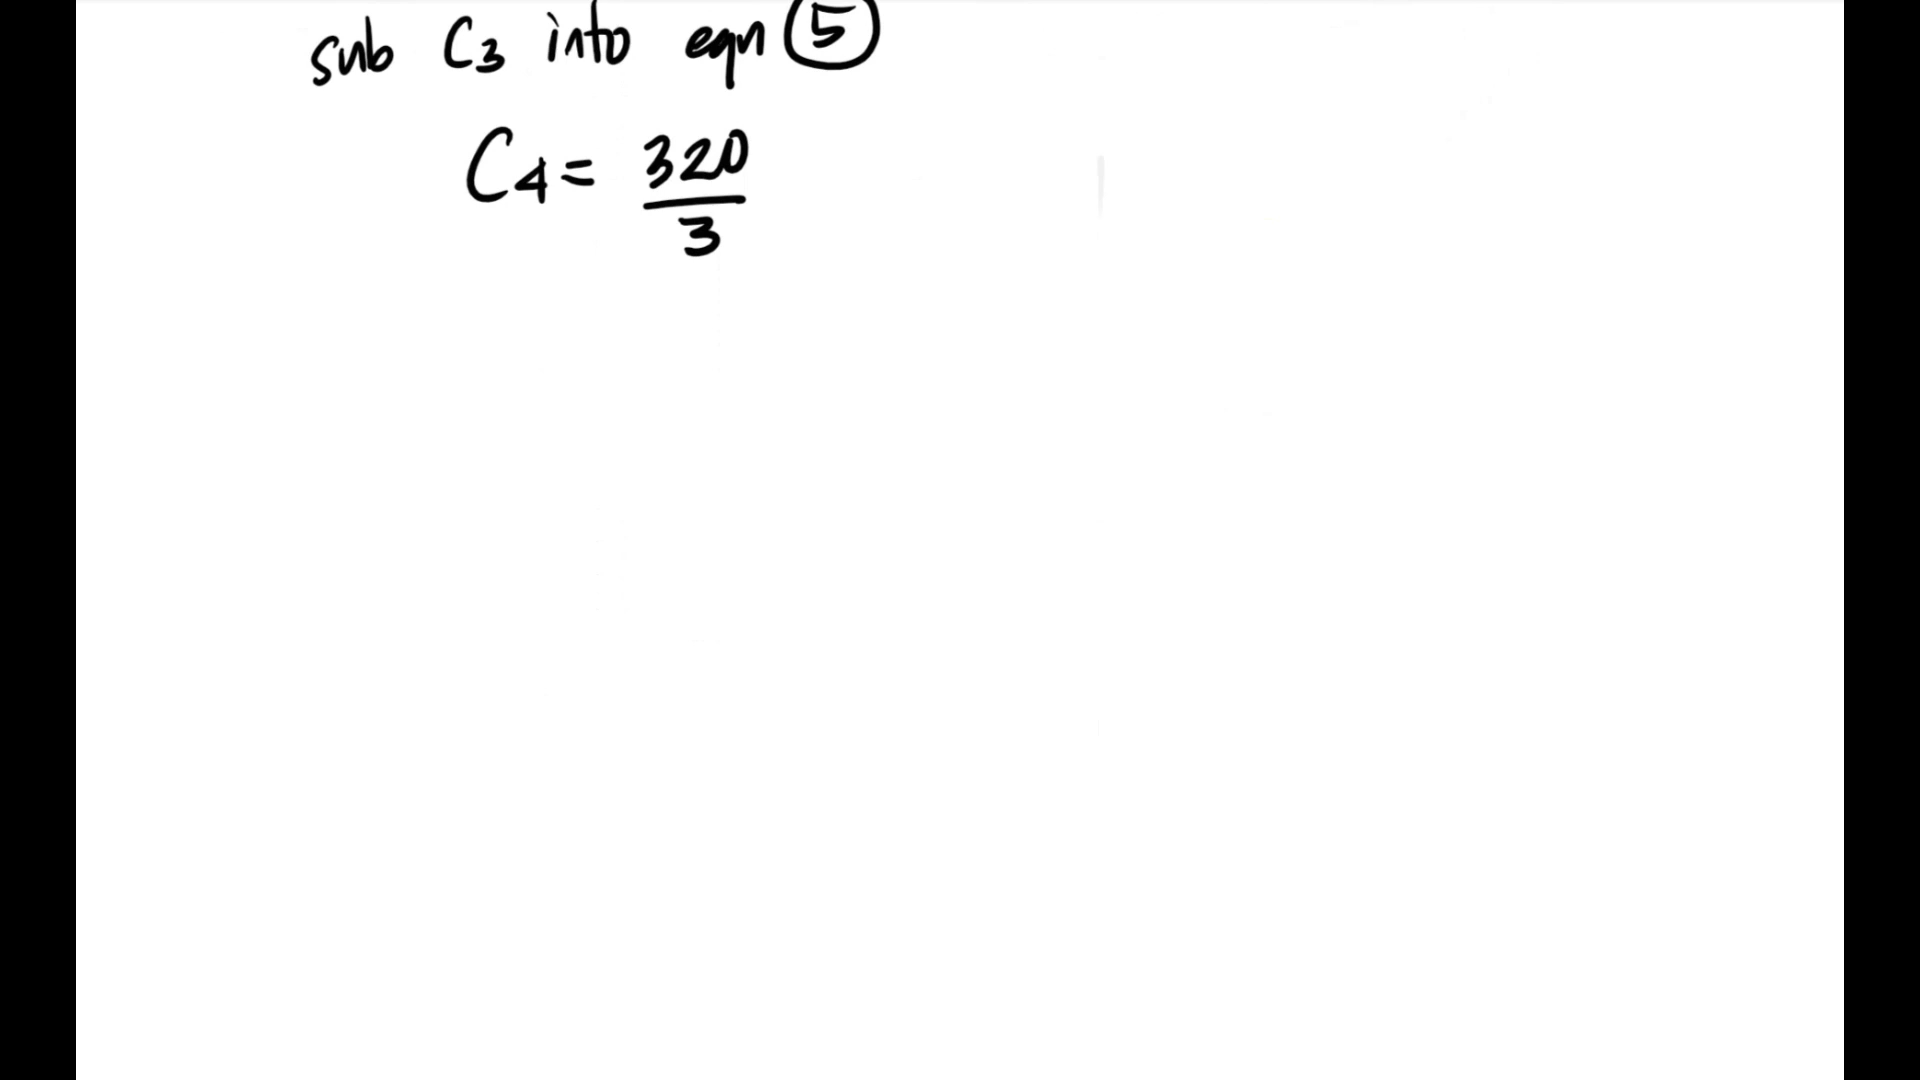 sub C3 into eqn ⑤
C4 = 320/3